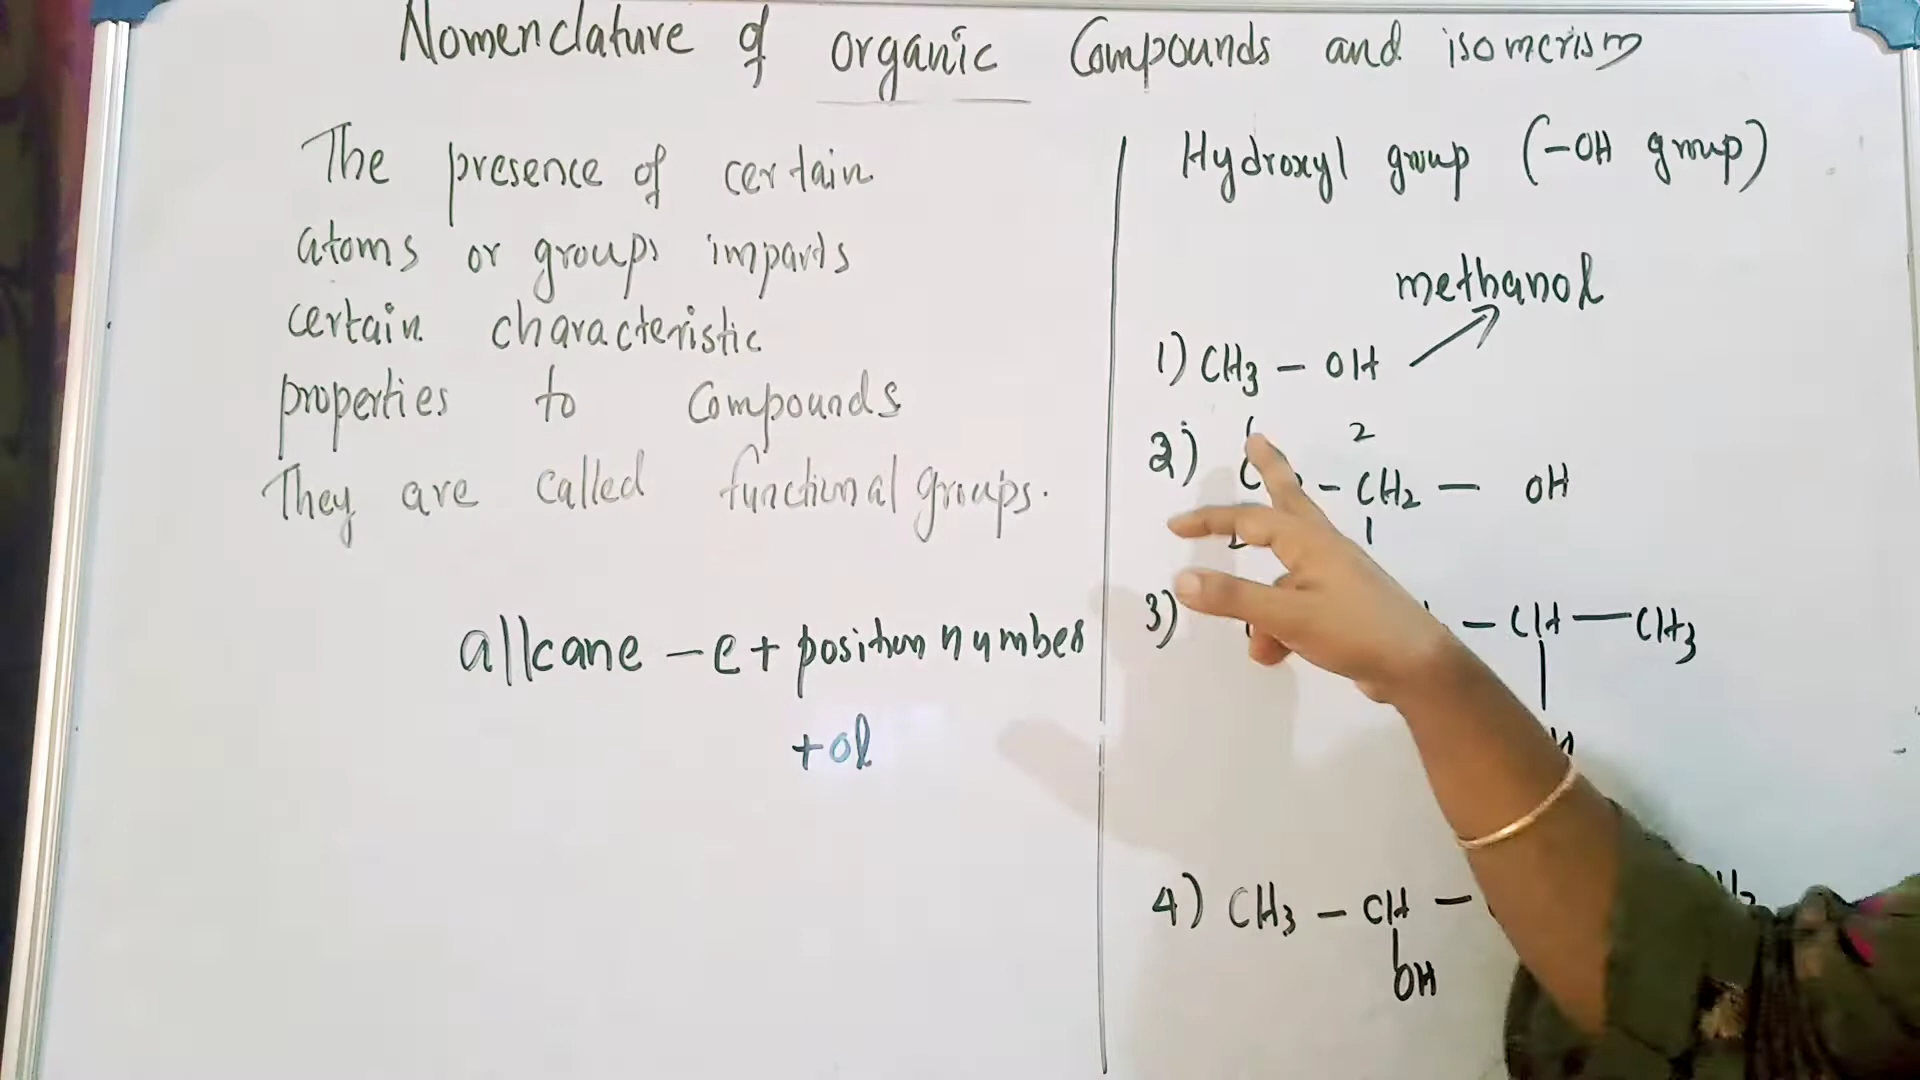 Nomenclature of organic Compounds and isomerism
The presence of certain
atoms or groups imparts
certain characteristic
properties to Compounds
They are called functional groups.
alkane – e + position number
+ ol
Hydroxyl group (–OH group)
methanol
1) CH3 – OH
2
2) – CH2 – OH
1
3) – CH – CH3
4) CH3 – CH –
OH